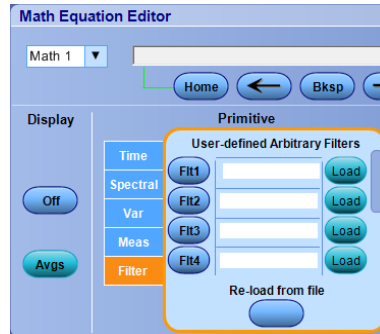 Math Equation Editor
Math 1
Home
Bksp
Display
Primitive
Time
User-defined Arbitrary Filters
Spectral
Flt1
Load
Off
Var
Flt2
Load
Meas
Flt3
Load
Avgs
Filter
Flt4
Load
Re-load from file